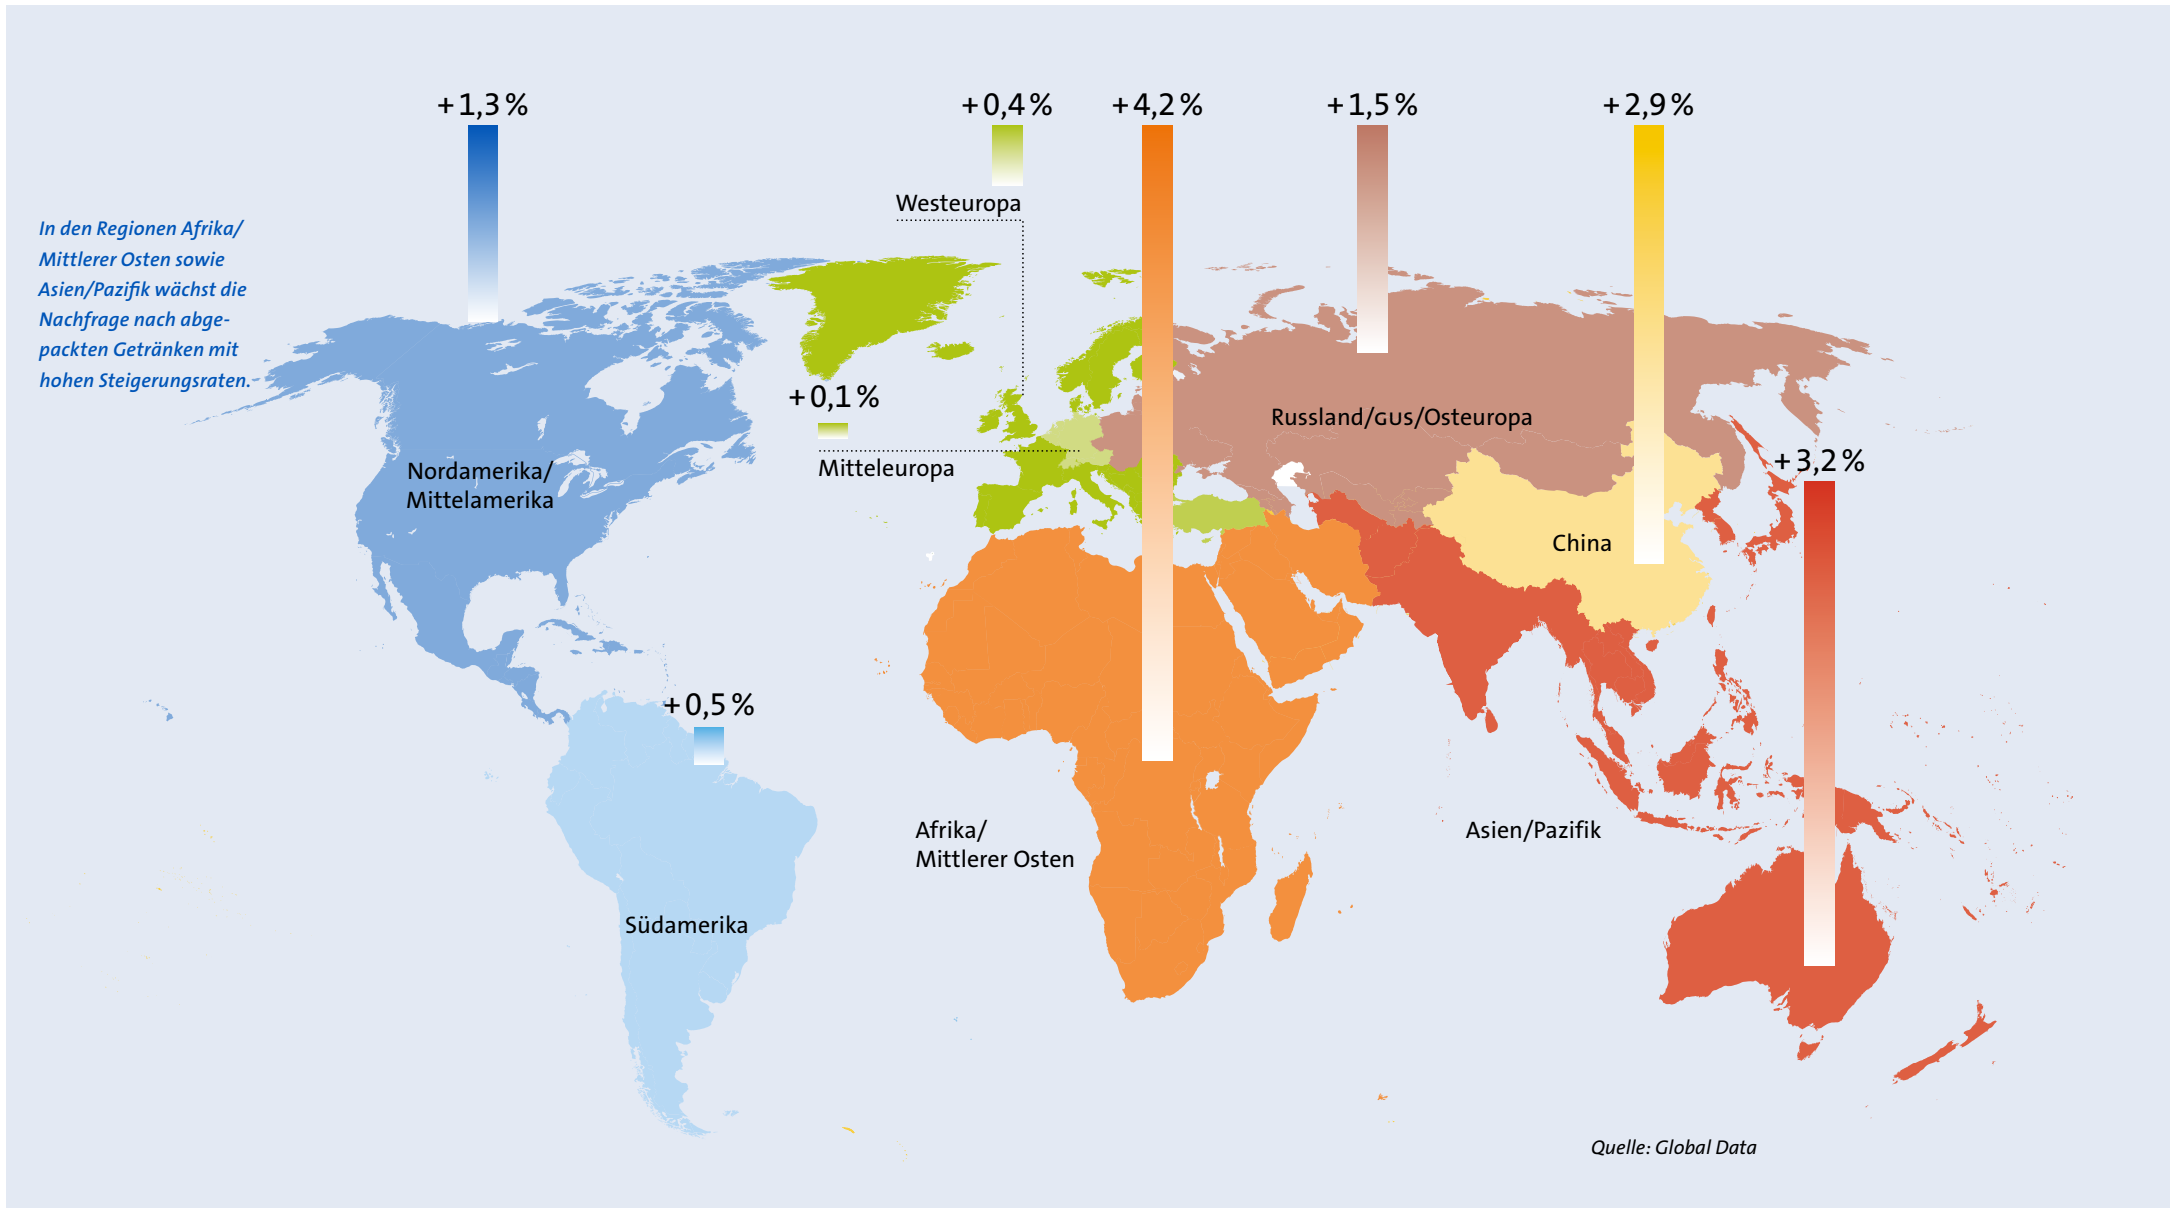 +1,3 %
+0,4 %
+4,2 %
+1,5 %
+2,9 %
Westeuropa
In den Regionen Afrika/
Mittlerer Osten sowie
Asien/Pazifik wächst die
Nachfrage nach abge-
packten Getränken mit
hohen Steigerungsraten.
+0,1 %
Mitteleuropa
Russland/GUS/Osteuropa
Nordamerika/
Mittelamerika
+3,2 %
China
+0,5 %
Afrika/
Mittlerer Osten
Asien/Pazifik
Südamerika
Quelle: Global Data